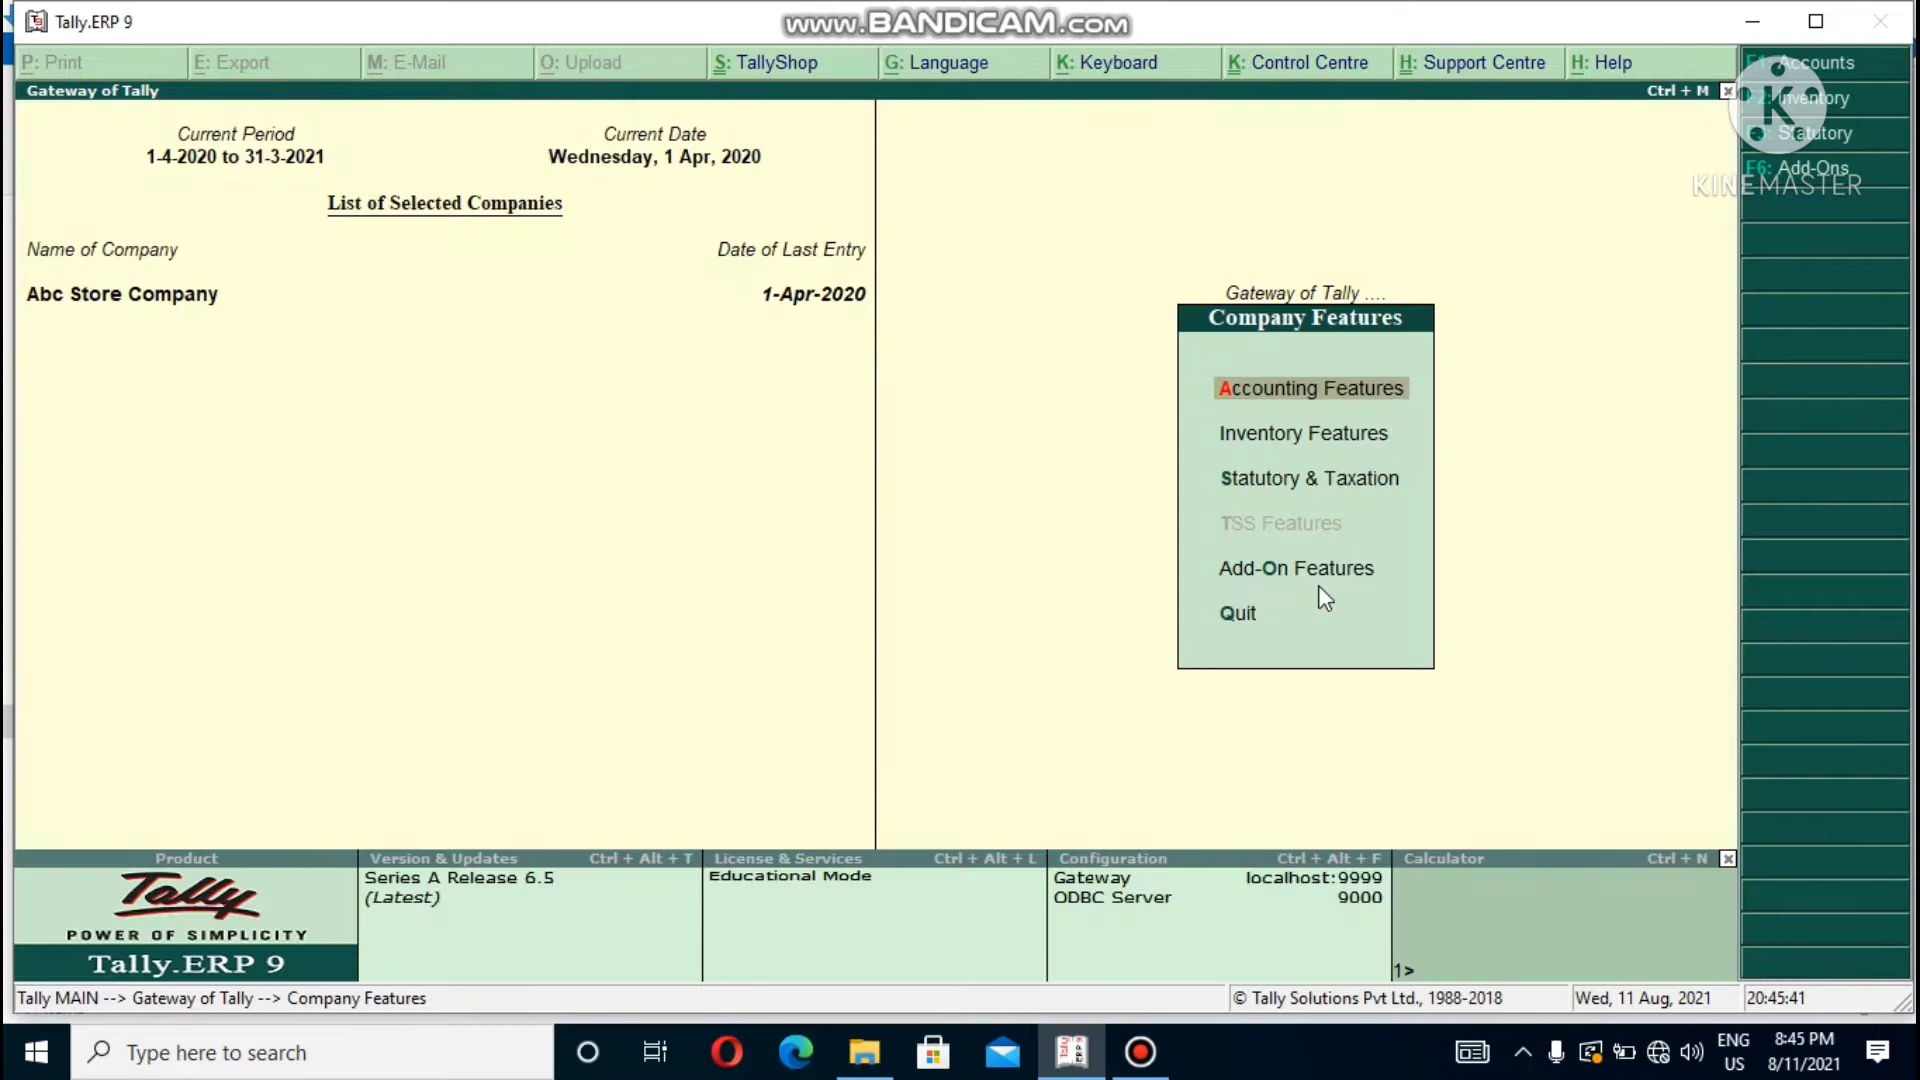 Tally.ERP 9
www.BANDICAM.com
P: Print
E: Export
M: E-Mail
O: Upload
S: TallyShop
G: Language
K: Keyboard
K: Control Centre
H: Support Centre
H: Help
F1: Accounts
Gateway of Tally
Ctrl + M
F2: Inventory
K
F3: Statutory
F6: Add-Ons
KINEMASTER
Current Period
1-4-2020 to 31-3-2021
Current Date
Wednesday, 1 Apr, 2020
List of Selected Companies
Name of Company
Date of Last Entry
Abc Store Company
1-Apr-2020
Gateway of Tally ....
Company Features
Accounting Features
Inventory Features
Statutory & Taxation
TSS Features
Add-On Features
Quit
Product
Tally
POWER OF SIMPLICITY
Tally.ERP 9
Version & Updates
Ctrl + Alt + T
Series A Release 6.5
(Latest)
License & Services
Ctrl + Alt + L
Educational Mode
Configuration
Ctrl + Alt + F
Gateway
localhost:9999
ODBC Server
9000
Calculator
Ctrl + N
1>
Tally MAIN --> Gateway of Tally --> Company Features
© Tally Solutions Pvt Ltd., 1988-2018
Wed, 11 Aug, 2021
20:45:41
Type here to search
ENG
US
8:45 PM
8/11/2021